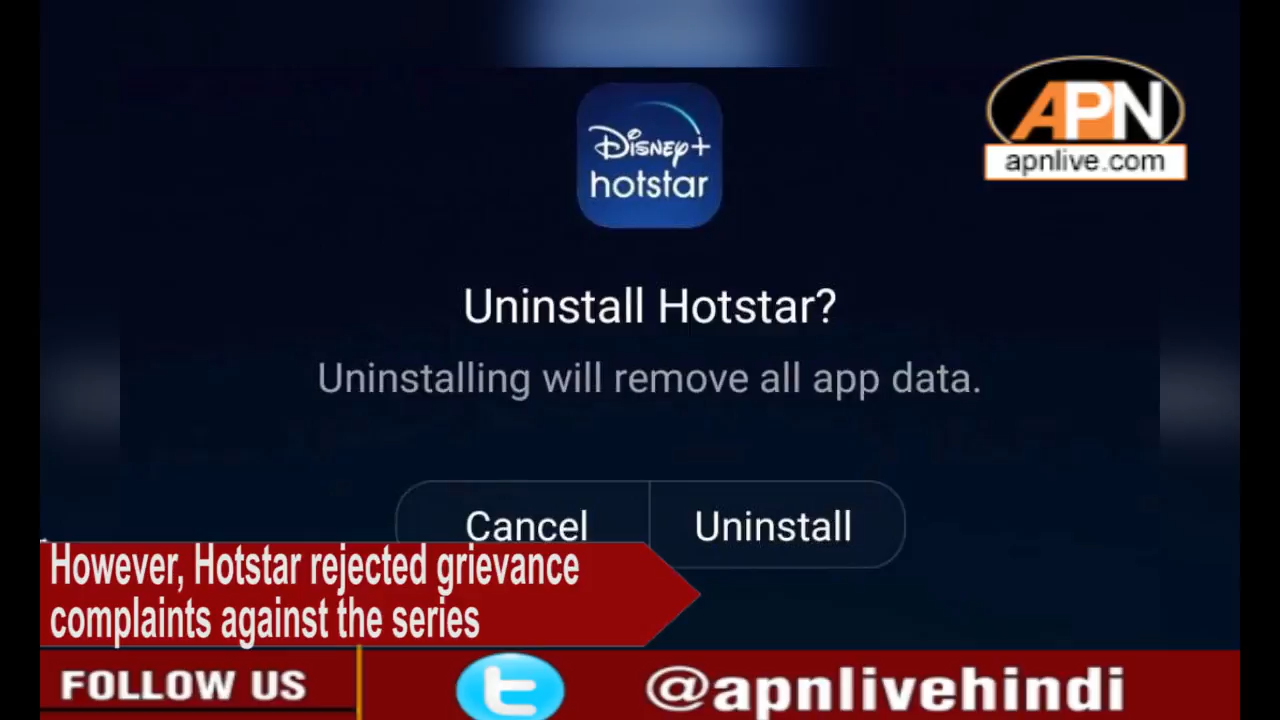 Disney+
hotstar
APN
apnlive.com
Uninstall Hotstar?
Uninstalling will remove all app data.
Cancel
Uninstall
However, Hotstar rejected grievance
complaints against the series
FOLLOW US
@apnlivehindi